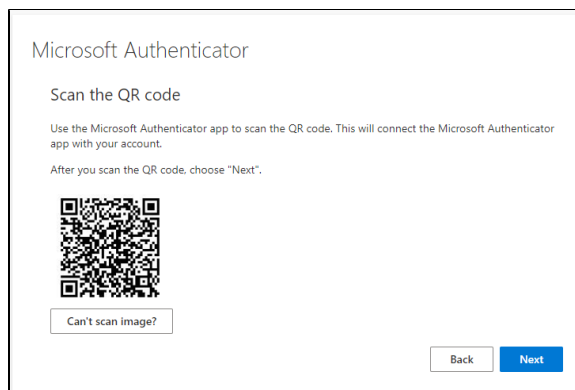 Microsoft Authenticator
Scan the QR code
Use the Microsoft Authenticator app to scan the QR code. This will connect the Microsoft Authenticator
app with your account.
After you scan the QR code, choose "Next".
Can't scan image?
Back
Next